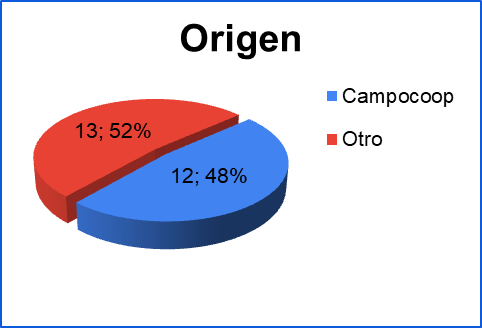 Origen
Campocoop
Otro
13; 52%
12; 48%